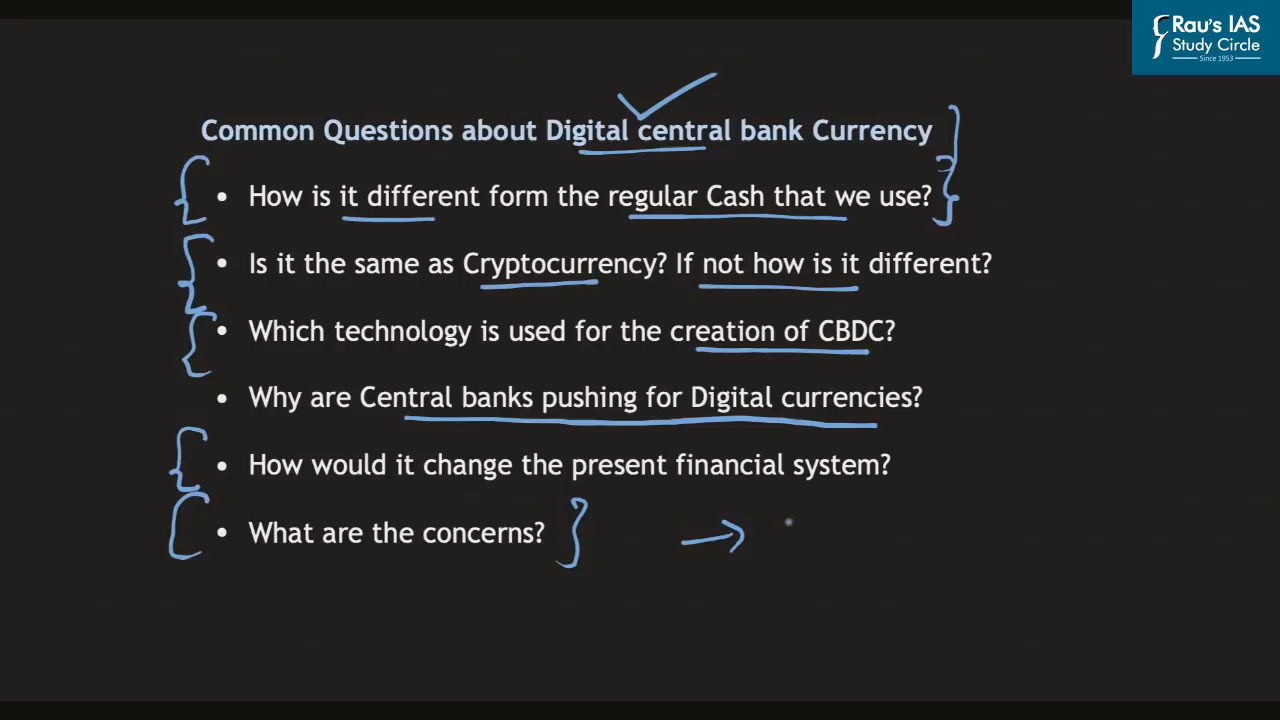 Rau's IAS
Study Circle
Since 1953
Common Questions about Digital central bank Currency
• How is it different form the regular Cash that we use?
• Is it the same as Cryptocurrency? If not how is it different?
• Which technology is used for the creation of CBDC?
• Why are Central banks pushing for Digital currencies?
• How would it change the present financial system?
• What are the concerns?